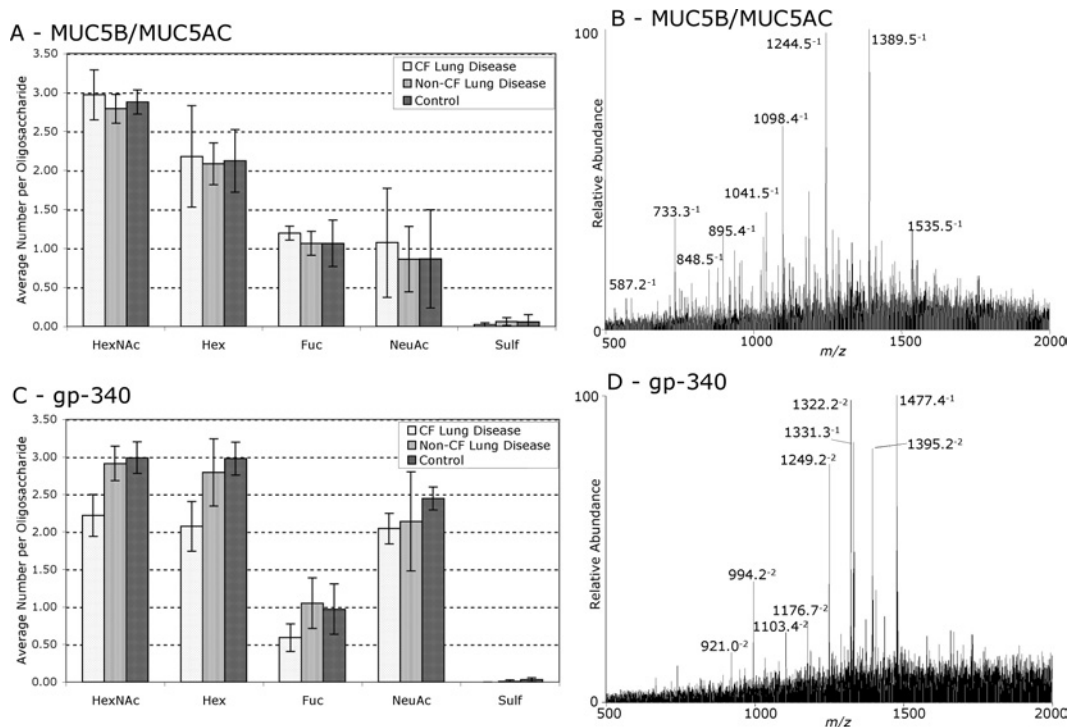 A - MUC5B/MUC5AC
Average Number per Oligosaccharide
3.50
3.00
2.50
2.00
1.50
1.00
0.50
0.00
CF Lung Disease
Non-CF Lung Disease
Control
HexNAc Hex Fuc NeuAc Sulf
B - MUC5B/MUC5AC
Relative Abundance
100
0
1244.5-1
1389.5-1
1098.4-1
1041.5-1
733.3-1
895.4-1
848.5-1
587.2-1
1535.5-1
500 1000 1500 2000
m/z
C - gp-340
Average Number per Oligosaccharide
3.50
3.00
2.50
2.00
1.50
1.00
0.50
0.00
CF Lung Disease
Non-CF Lung Disease
Control
HexNAc Hex Fuc NeuAc Sulf
D - gp-340
Relative Abundance
100
0
1322.2-2
1477.4-1
1331.3-1
1395.2-2
1249.2-2
994.2-2
1176.7-2
1103.4-2
921.0-2
500 1000 1500 2000
m/z